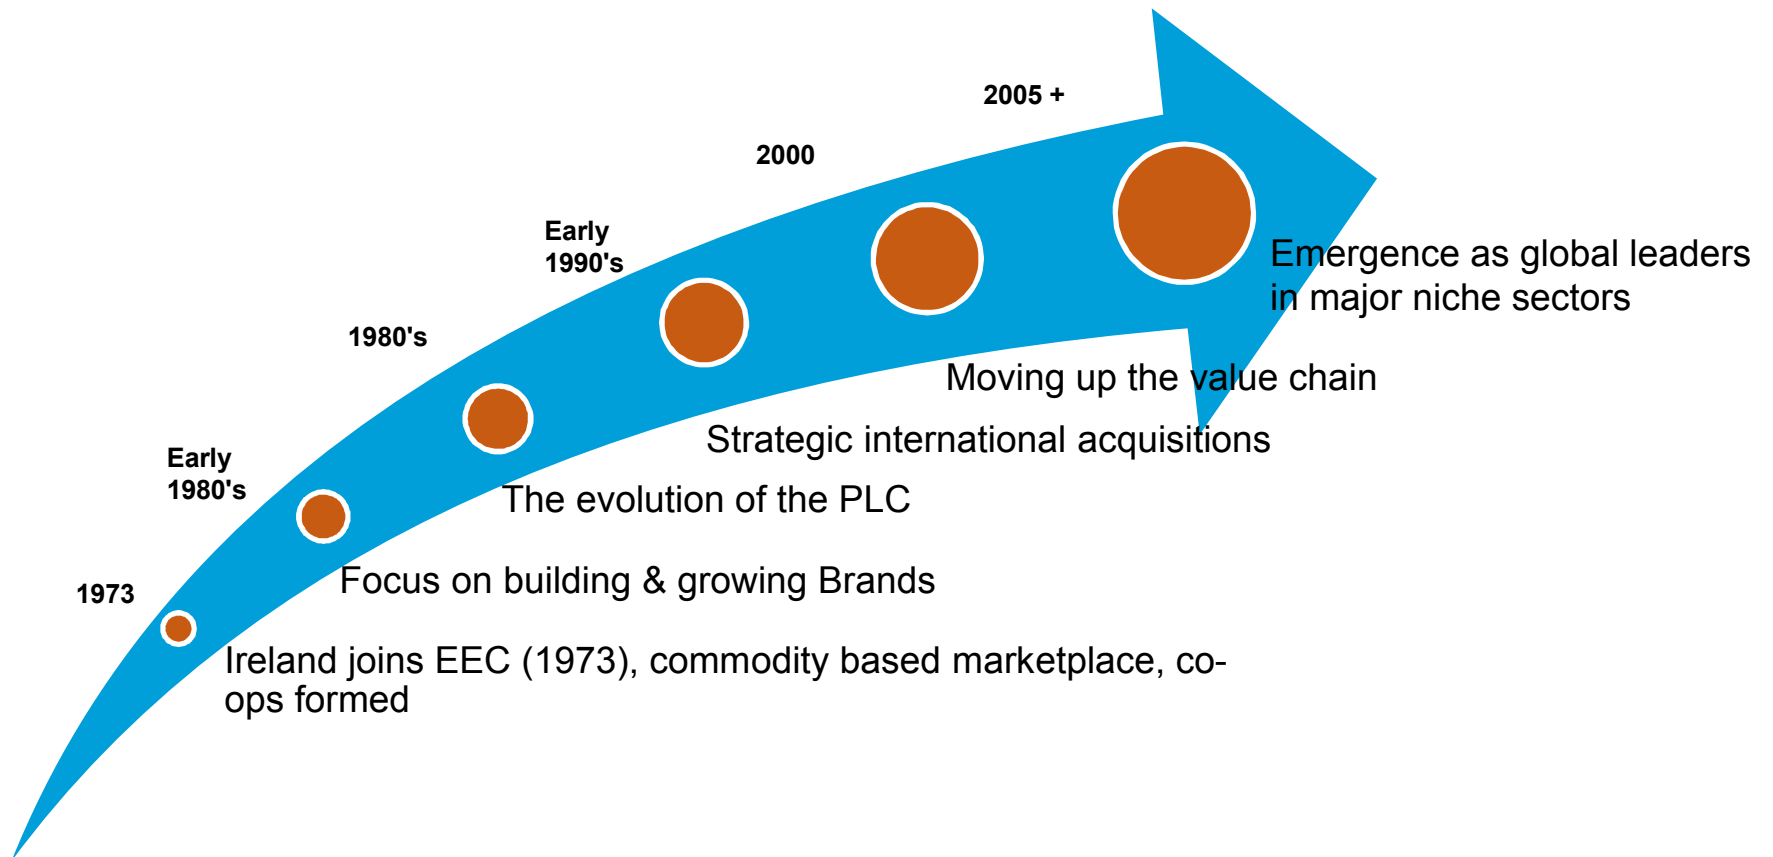 2005 +
2000
Early
1990's
Emergence as global leaders
in major niche sectors
1980's
Moving up the value chain
Strategic international acquisitions
Early
1980's
The evolution of the PLC
Focus on building & growing Brands
1973
Ireland joins EEC (1973), commodity based marketplace, co-
ops formed